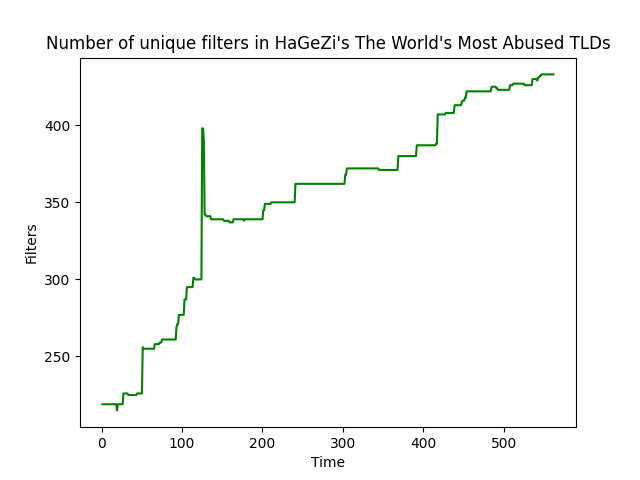 Number of unique filters in HaGeZi's The World's Most Abused TLDs
400
350
300
250
Filters
0 100 200 300 400 500
Time